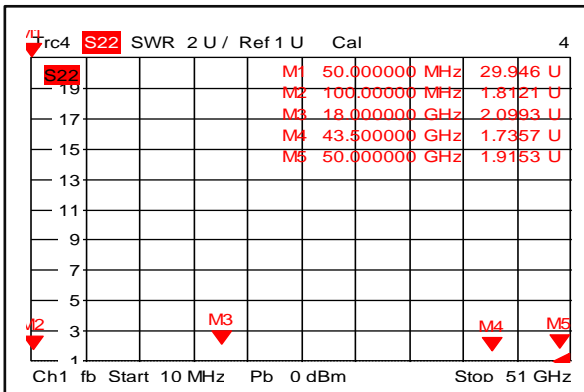 Trc4 S22 SWR 2 U / Ref 1 U Cal 4
S22
M1 50.000000 MHz 29.946 U
M2 100.00000 MHz 1.8121 U
M3 18.000000 GHz 2.0993 U
M4 43.500000 GHz 1.7357 U
M5 50.000000 GHz 1.9153 U
19
17
15
13
11
9
7
5
3
1
M2
M3
M4
M5
Ch1 fb Start 10 MHz Pb 0 dBm Stop 51 GHz